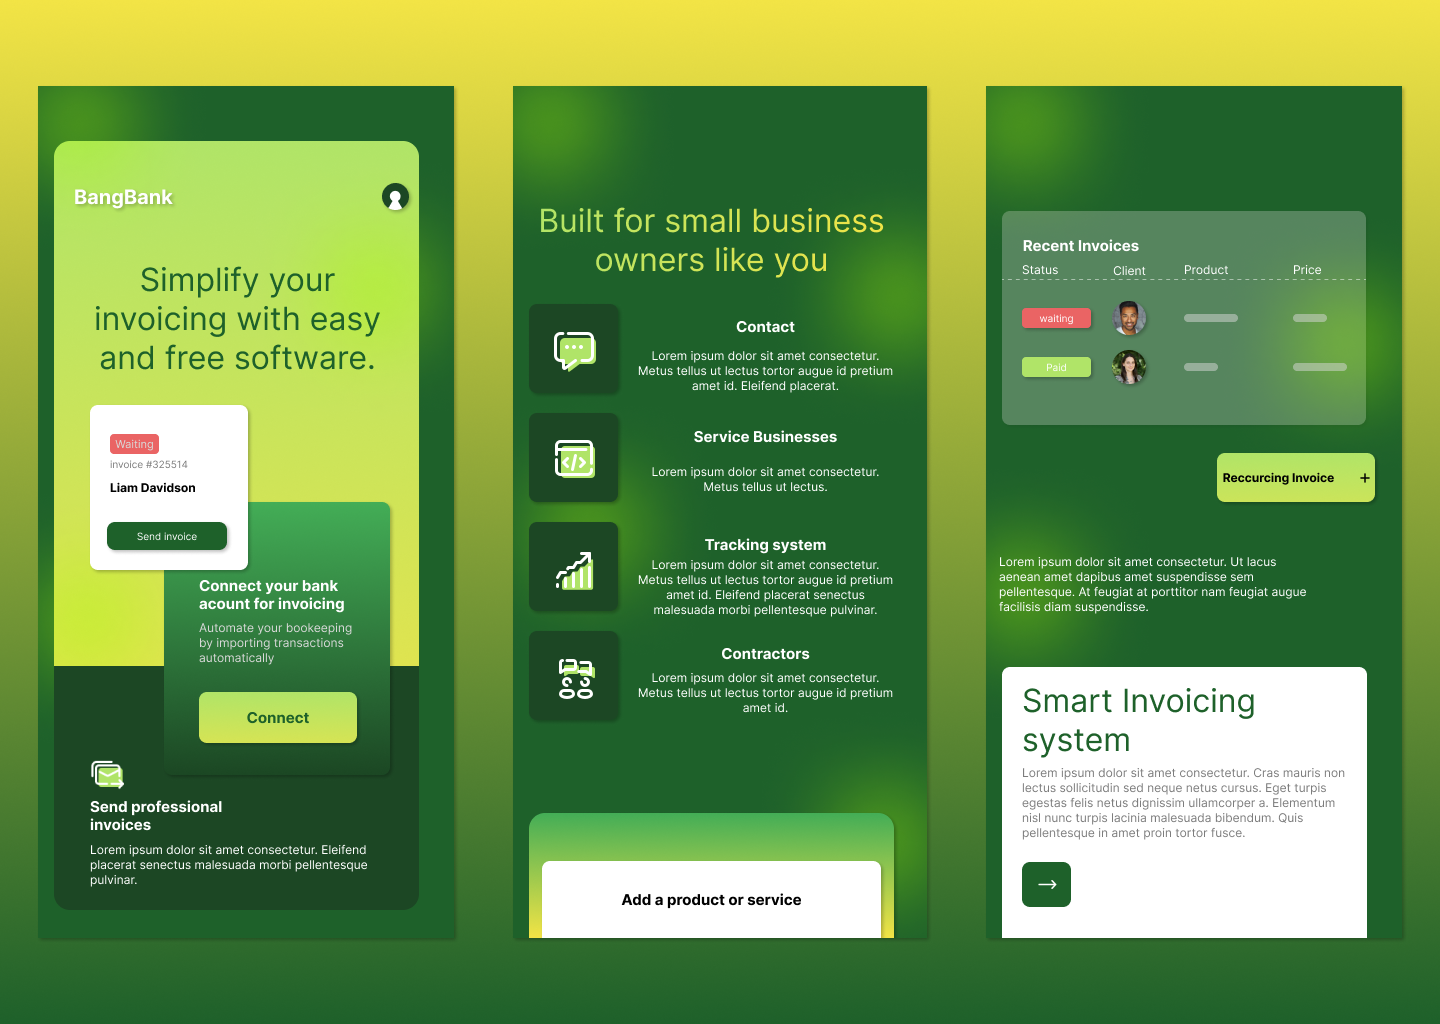 BangBank
Simplify your
invoicing with easy
and free software.
Waiting
invoice #325514
Liam Davidson
Send invoice
Connect your bank
acount for invoicing
Automate your bookeeping
by importing transactions
automatically
Connect
Send professional
invoices
Lorem ipsum dolor sit amet consectetur. Eleifend
placerat senectus malesuada morbi pellentesque
pulvinar.
Built for small business
owners like you
Contact
Lorem ipsum dolor sit amet consectetur.
Metus tellus ut lectus tortor augue id pretium
amet id. Eleifend placerat.
Service Businesses
Lorem ipsum dolor sit amet consectetur.
Metus tellus ut lectus.
Tracking system
Lorem ipsum dolor sit amet consectetur.
Metus tellus ut lectus tortor augue id pretium
amet id. Eleifend placerat senectus
malesuada morbi pellentesque pulvinar.
Contractors
Lorem ipsum dolor sit amet consectetur.
Metus tellus ut lectus tortor augue id pretium
amet id.
Add a product or service
Recent Invoices
Status Client Product Price
waiting
Paid
Reccurcing Invoice +
Lorem ipsum dolor sit amet consectetur. Ut lacus
aenean amet dapibus amet suspendisse sem
pellentesque. At feugiat at porttitor nam feugiat augue
facilisis diam suspendisse.
Smart Invoicing
system
Lorem ipsum dolor sit amet consectetur. Cras mauris non
lectus sollicitudin sed neque netus cursus. Eget turpis
egestas felis netus dignissim ullamcorper a. Elementum
nisl nunc turpis lacinia malesuada bibendum. Quis
pellentesque in amet proin tortor fusce.